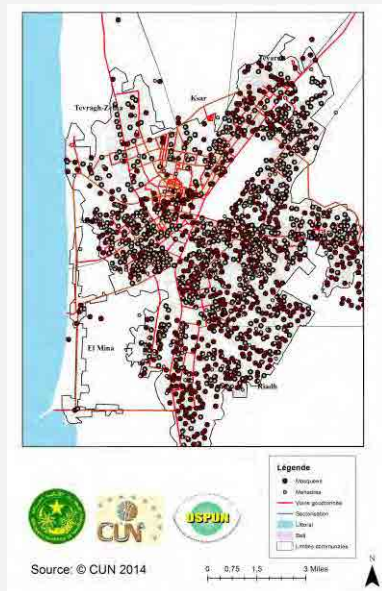 Teyarett
Ksar
Tevragh-Zeina
El Mina
Riadh
Légende
Mosquées
Mahadras
Voirie goudronnée
Sectorisation
Littoral
Bati
Limites communales
CUN
OSPUN
Source: © CUN 2014
N
0 0.75 1,5 3 Miles